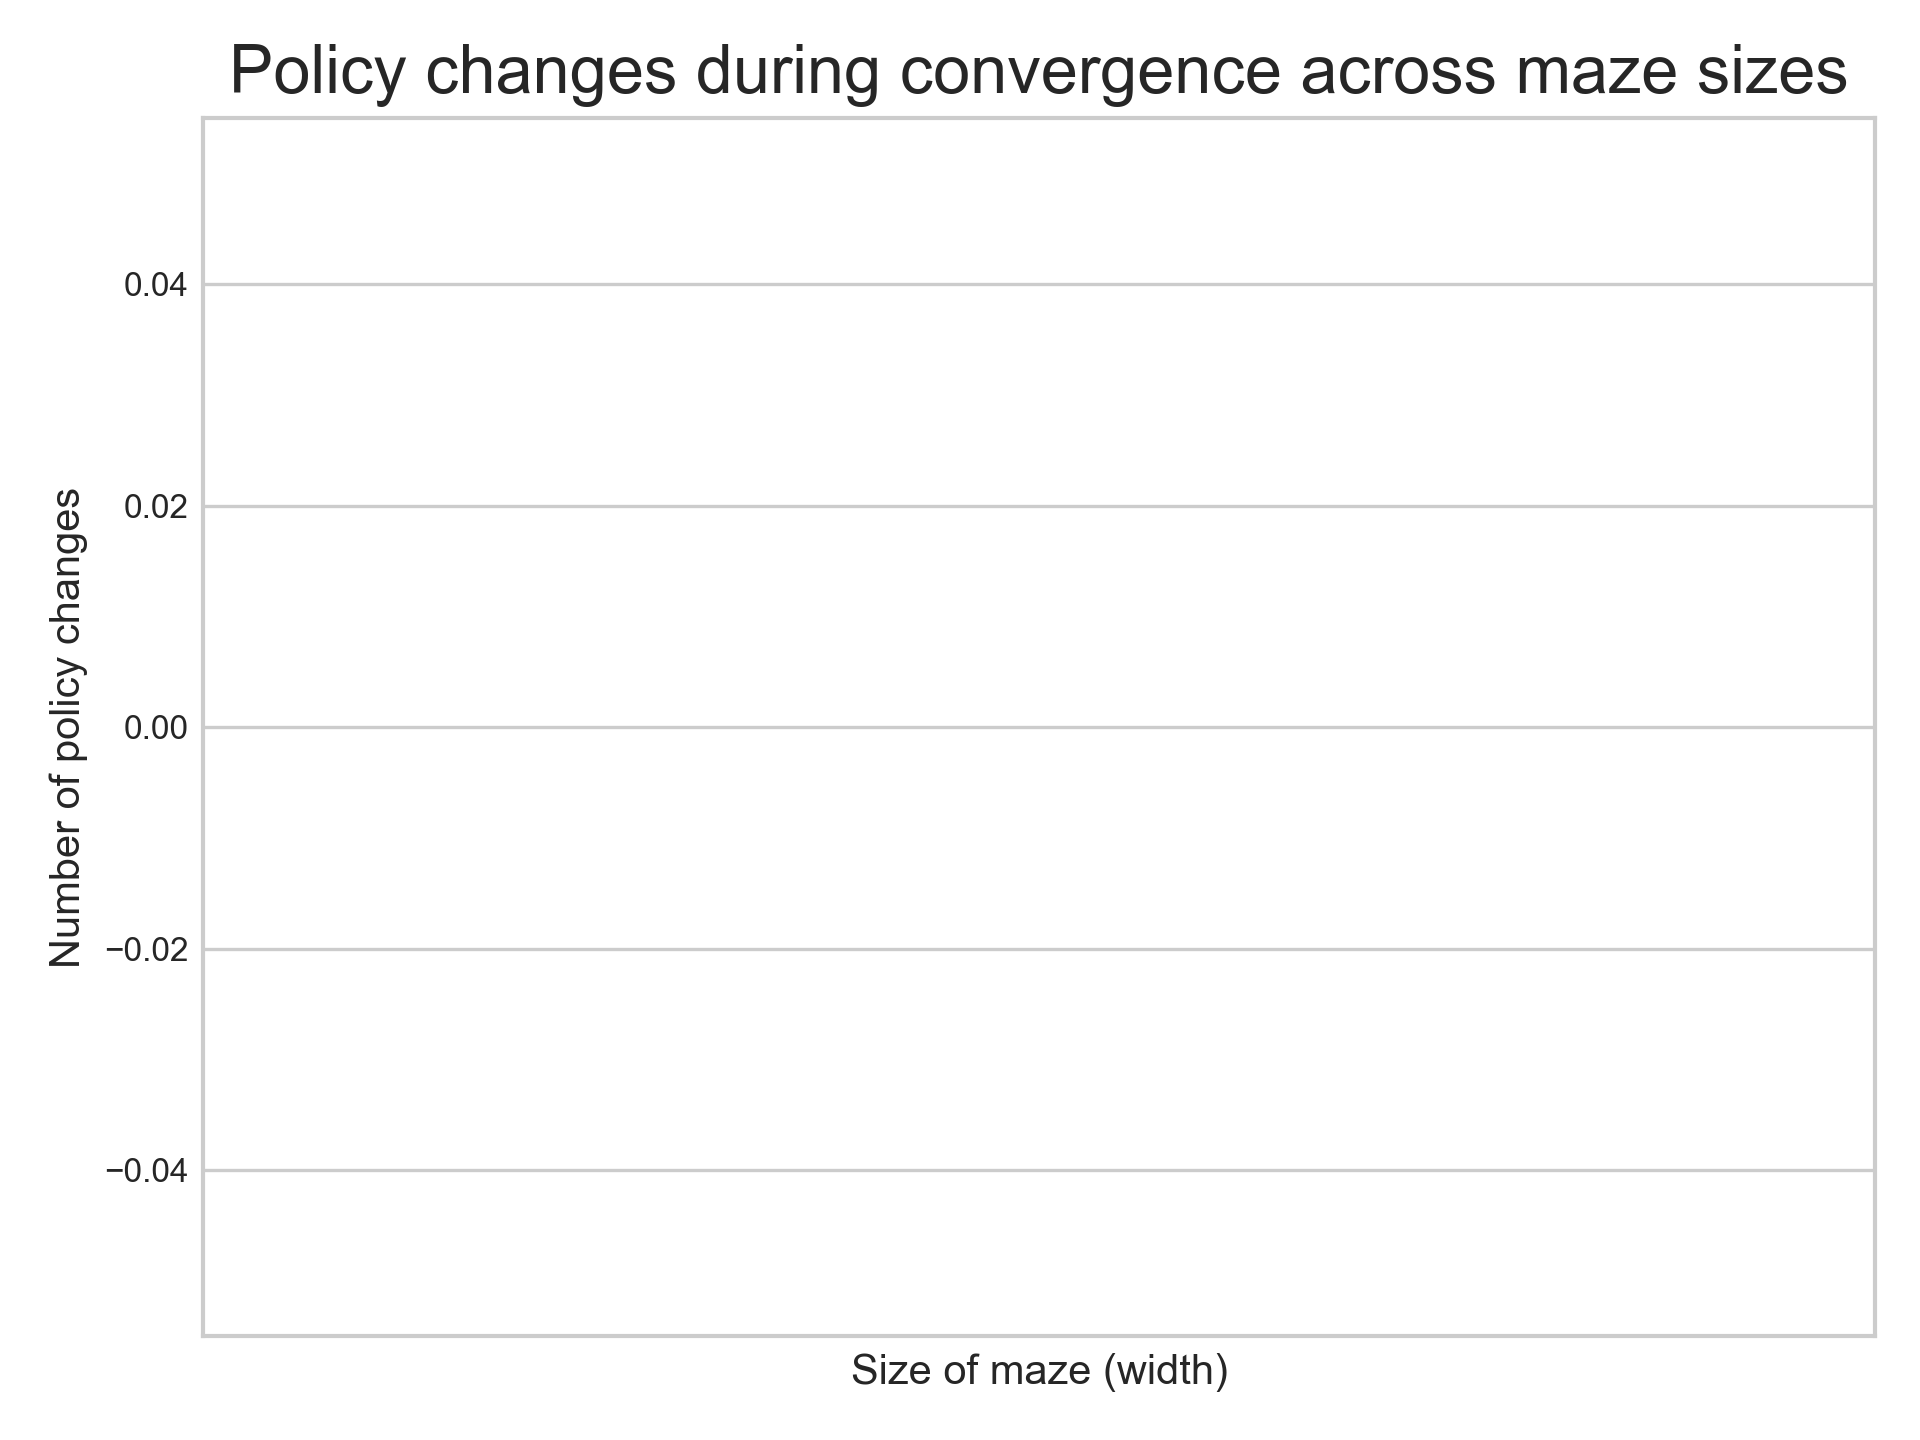 Policy changes during convergence across maze sizes
Number of policy changes
0.04
0.02
0.00
−0.02
−0.04
Size of maze (width)